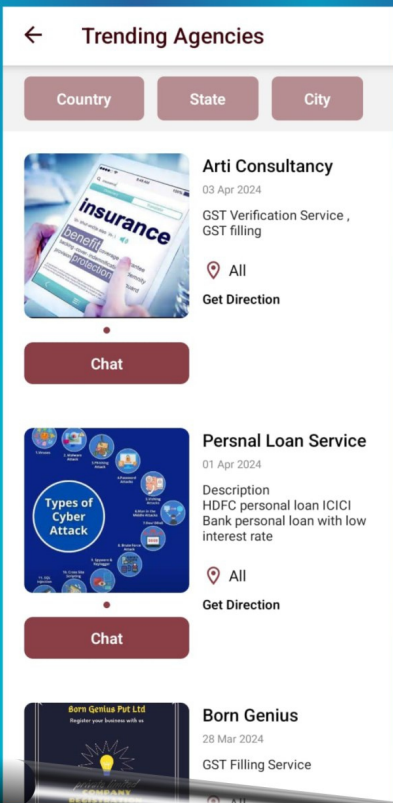 Trending Agencies
Country
State
City
insurance
benefit
coverage
protection
Arti Consultancy
03 Apr 2024
GST Verification Service ,
GST filling
All
Get Direction
Chat
Types of
Cyber
Attack
Persnal Loan Service
01 Apr 2024
Description
HDFC personal loan ICICI
Bank personal loan with low
interest rate
All
Get Direction
Chat
Born Genius Pvt Ltd
Register your business with us
COMPANY
Born Genius
28 Mar 2024
GST Filling Service
All